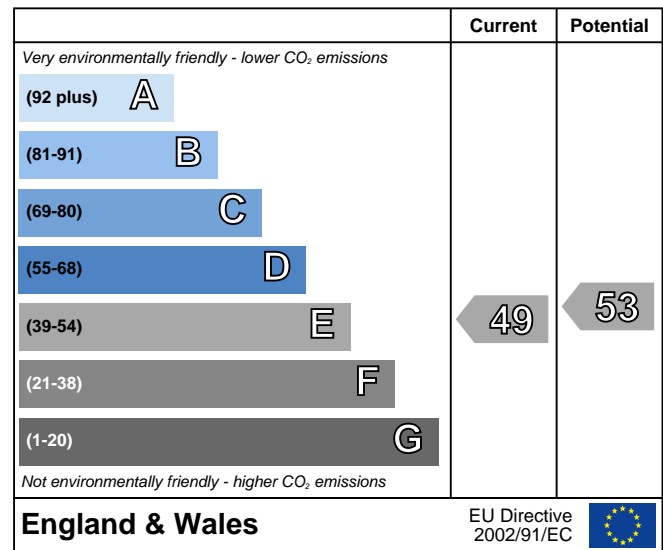 Current Potential
Very environmentally friendly - lower CO₂ emissions
(92 plus) A
(81-91) B
(69-80) C
(55-68) D
(39-54) E 49 53
(21-38) F
(1-20) G
Not environmentally friendly - higher CO₂ emissions
England & Wales EU Directive
2002/91/EC